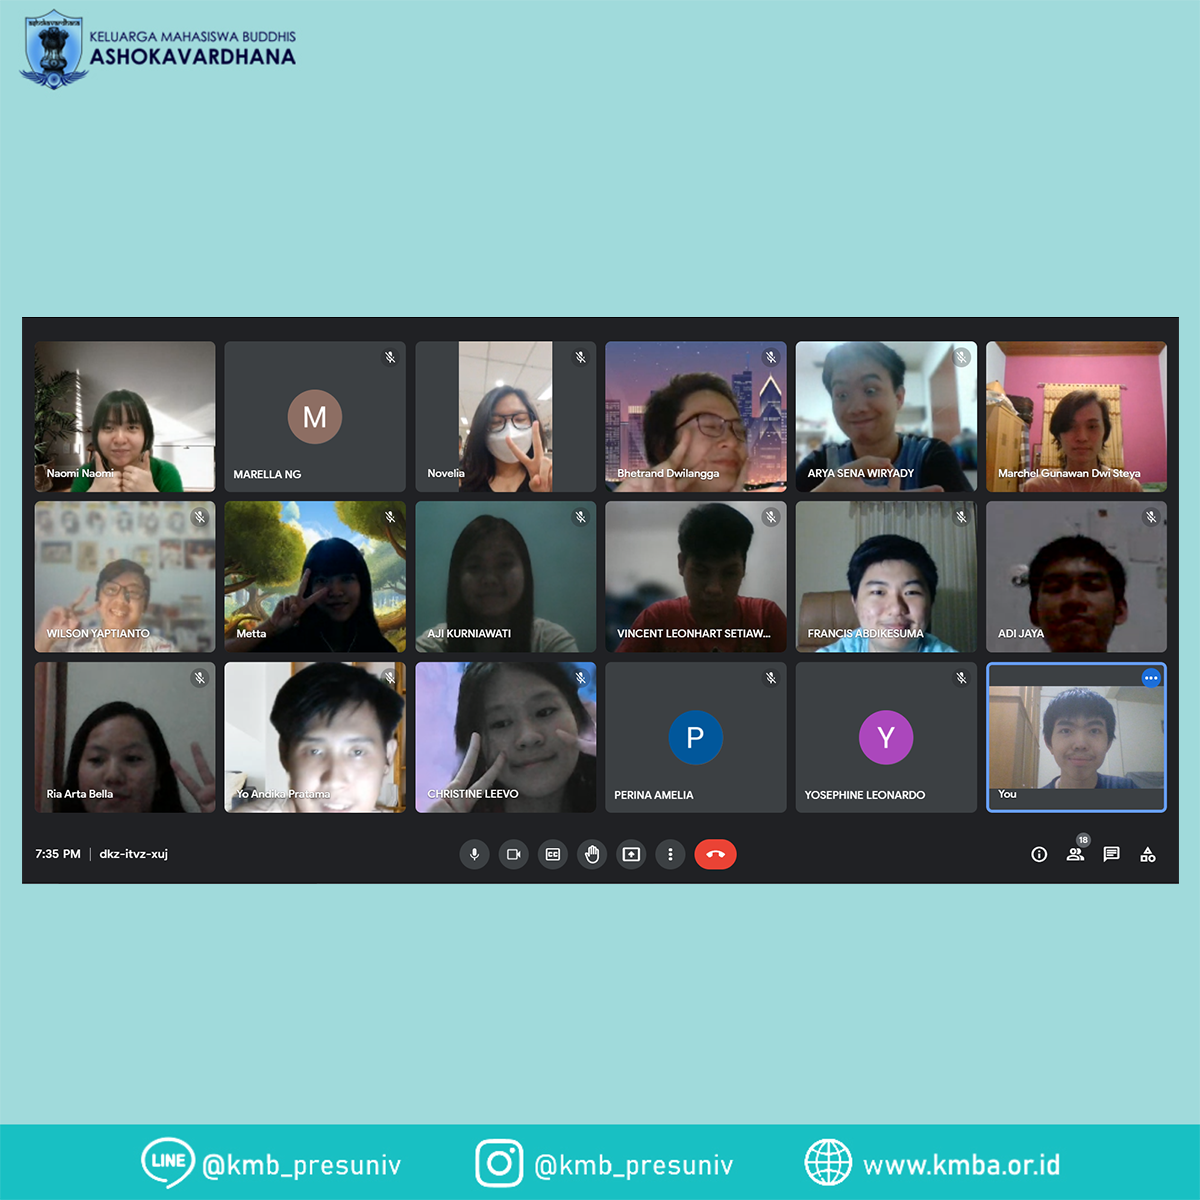 ashokavardhana
KELUARGA MAHASISWA BUDDHIS
ASHOKAVARDHANA
Naomi Naomi
M
MARELLA NG
Novelia
Bhetrand Dwilangga
ARYA SENA WIRYADY
Marchel Gunawan Dwi Steya
WILSON YAPTIANTO
Metta
AJI KURNIAWATI
VINCENT LEONHART SETIAW...
FRANCIS ABDIKESUMA
ADI JAYA
Ria Arta Bella
Yo Andika Pratama
CHRISTINE LEEVO
P
PERINA AMELIA
Y
YOSEPHINE LEONARDO
You
7:35 PM | dkz-itvz-xuj
CC
18
LINE @kmb_presuniv
@kmb_presuniv
www.kmba.or.id